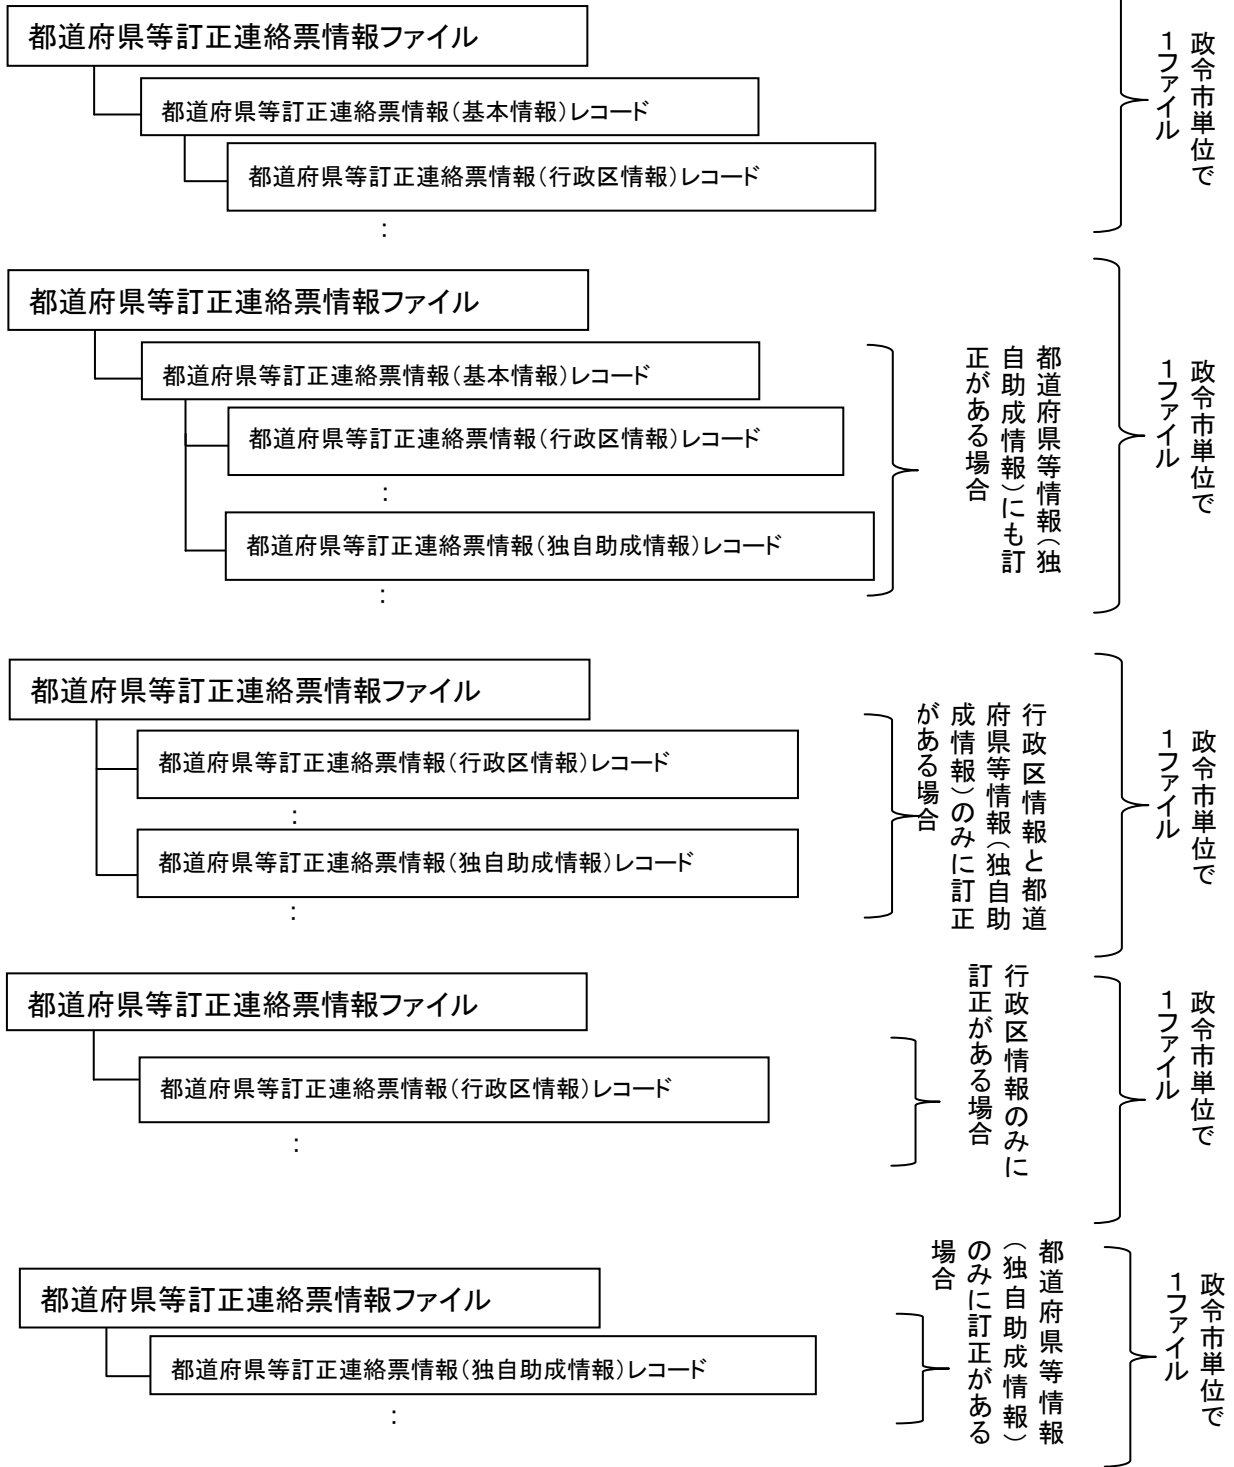 都道府県等訂正連絡票情報ファイル
都道府県等訂正連絡票情報（基本情報）レコード
都道府県等訂正連絡票情報（行政区情報）レコード
：
政令市単位で
１ファイル
都道府県等訂正連絡票情報ファイル
都道府県等訂正連絡票情報（基本情報）レコード
都道府県等訂正連絡票情報（行政区情報）レコード
：
都道府県等訂正連絡票情報（独自助成情報）レコード
：
都道府県等情報（独
自助成情報）にも訂
正がある場合
政令市単位で
１ファイル
都道府県等訂正連絡票情報ファイル
都道府県等訂正連絡票情報（行政区情報）レコード
：
都道府県等訂正連絡票情報（独自助成情報）レコード
：
行政区情報と都道
府県等情報（独自助
成情報）のみに訂正
がある場合
政令市単位で
１ファイル
都道府県等訂正連絡票情報ファイル
都道府県等訂正連絡票情報（行政区情報）レコード
：
行政区情報のみに
訂正がある場合
政令市単位で
１ファイル
都道府県等訂正連絡票情報ファイル
都道府県等訂正連絡票情報（独自助成情報）レコード
：
都道府県等情報
（独自助成情報）
のみに訂正がある
場合
政令市単位で
１ファイル